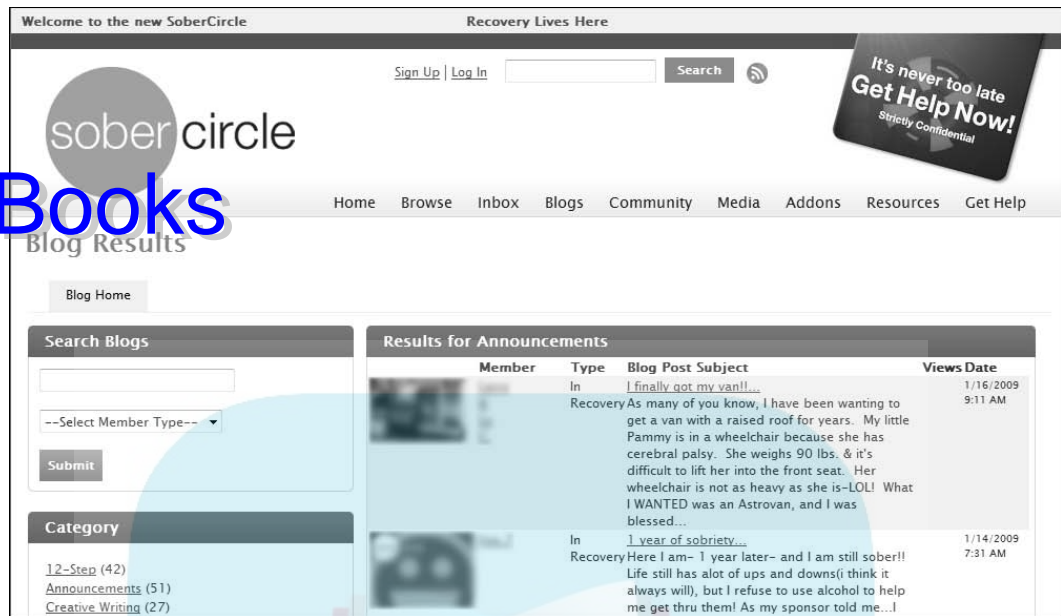 Welcome to the new SoberCircle
Recovery Lives Here
Sign Up | Log In
Search
It's never too late
Get Help Now!
Strictly Confidential
sober circle
Books
Home Browse Inbox Blogs Community Media Addons Resources Get Help
Blog Results
Blog Home
Search Blogs
--Select Member Type--
Submit
Category
12-Step (42)
Announcements (51)
Creative Writing (27)
Results for Announcements
Member Type Blog Post Subject Views Date
In I finally got my van!!... 1/16/2009
Recovery As many of you know, I have been wanting to 9:11 AM
get a van with a raised roof for years. My little
Pammy is in a wheelchair because she has
cerebral palsy. She weighs 90 lbs. & it's
difficult to lift her into the front seat. Her
wheelchair is not as heavy as she is-LOL! What
I WANTED was an Astrovan, and I was
blessed...
In 1 year of sobriety... 1/14/2009
Recovery Here I am- 1 year later- and I am still sober!! 7:31 AM
Life still has alot of ups and downs(i think it
always will), but I refuse to use alcohol to help
me get thru them! As my sponsor told me...I